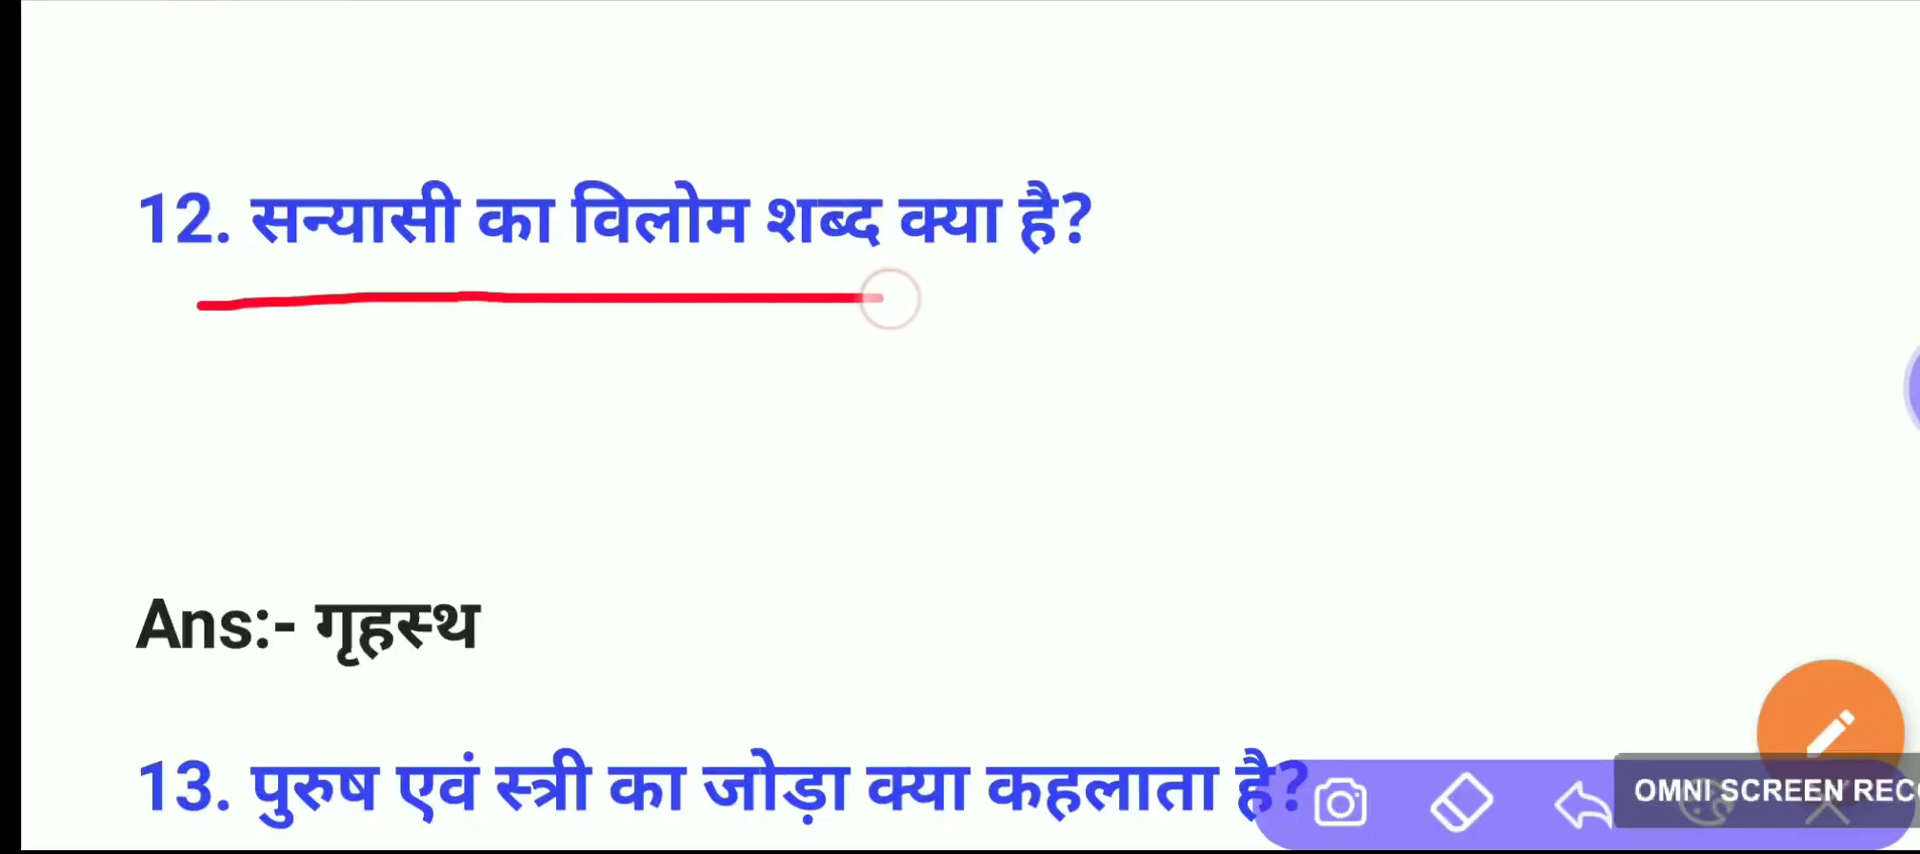 12. सन्यासी का विलोम शब्द क्या है?
Ans:- गृहस्थ
13. पुरुष एवं स्त्री का जोड़ा क्या कहलाता है?
OMNI SCREEN REC